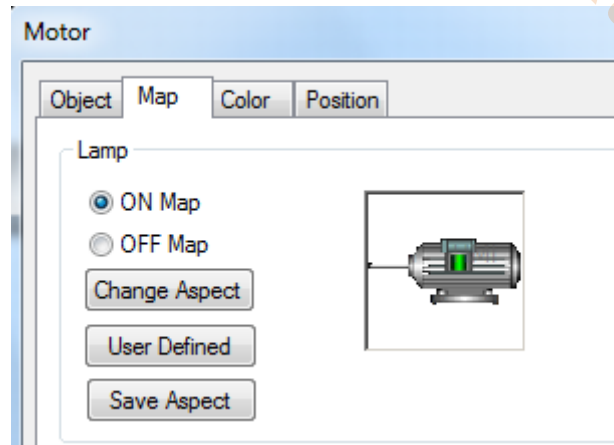 Motor
Object Map Color Position
Lamp
ON Map
OFF Map
Change Aspect
User Defined
Save Aspect